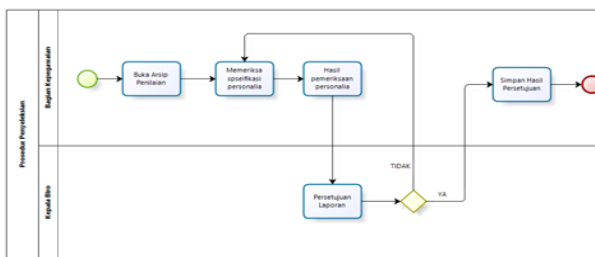 Prosedur Penyeleksian
Bagian Kepegawaian
Buka Arsip
Penilaian
Memeriksa
spseifikasi
personalia
Hasil
pemeriksaan
personalia
Simpan Hasil
Persetujuan
Kepala Biro
Persetujuan
Laporan
TIDAK
YA